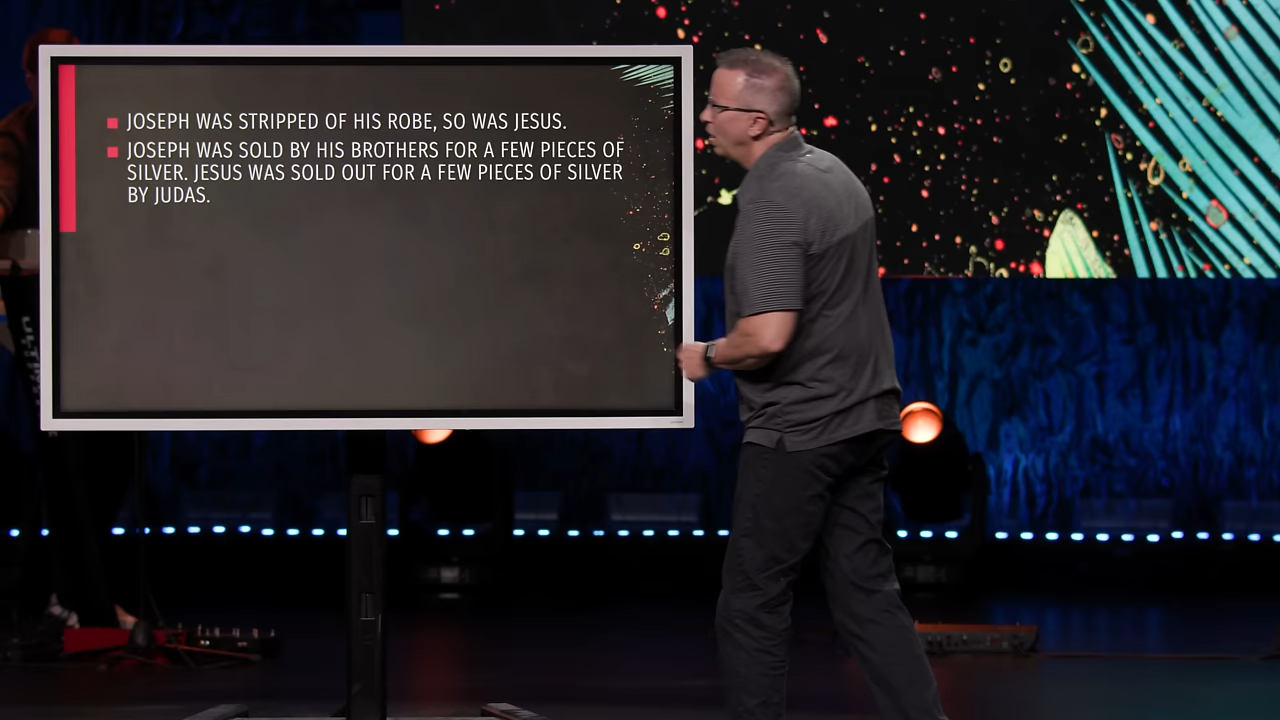 JOSEPH WAS STRIPPED OF HIS ROBE, SO WAS JESUS.
JOSEPH WAS SOLD BY HIS BROTHERS FOR A FEW PIECES OF
SILVER. JESUS WAS SOLD OUT FOR A FEW PIECES OF SILVER
BY JUDAS.